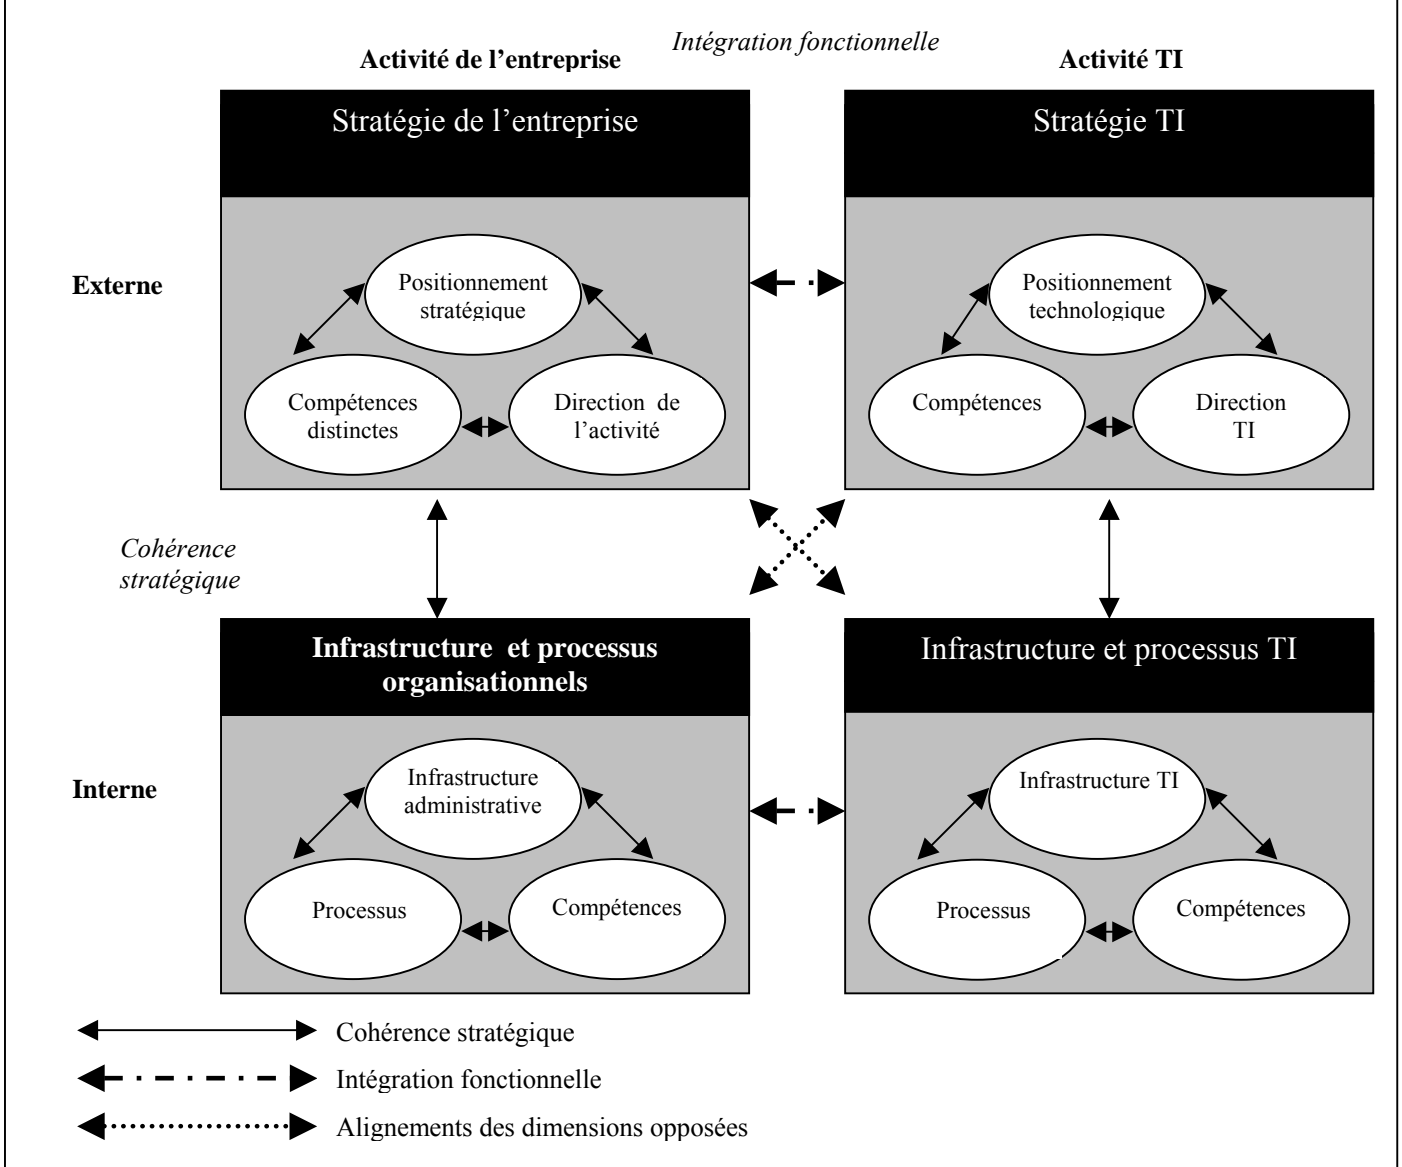 Intégration fonctionnelle
Activité de l'entreprise
Activité TI
Stratégie de l'entreprise
Stratégie TI
Externe
Positionnement
stratégique
Compétences
distinctes
Direction de
l'activité
Positionnement
technologique
Compétences
Direction
TI
Cohérence
stratégique
Infrastructure et processus
organisationnels
Infrastructure et processus TI
Interne
Infrastructure
administrative
Processus
Compétences
Infrastructure TI
Processus
Compétences
Cohérence stratégique
Intégration fonctionnelle
Alignements des dimensions opposées